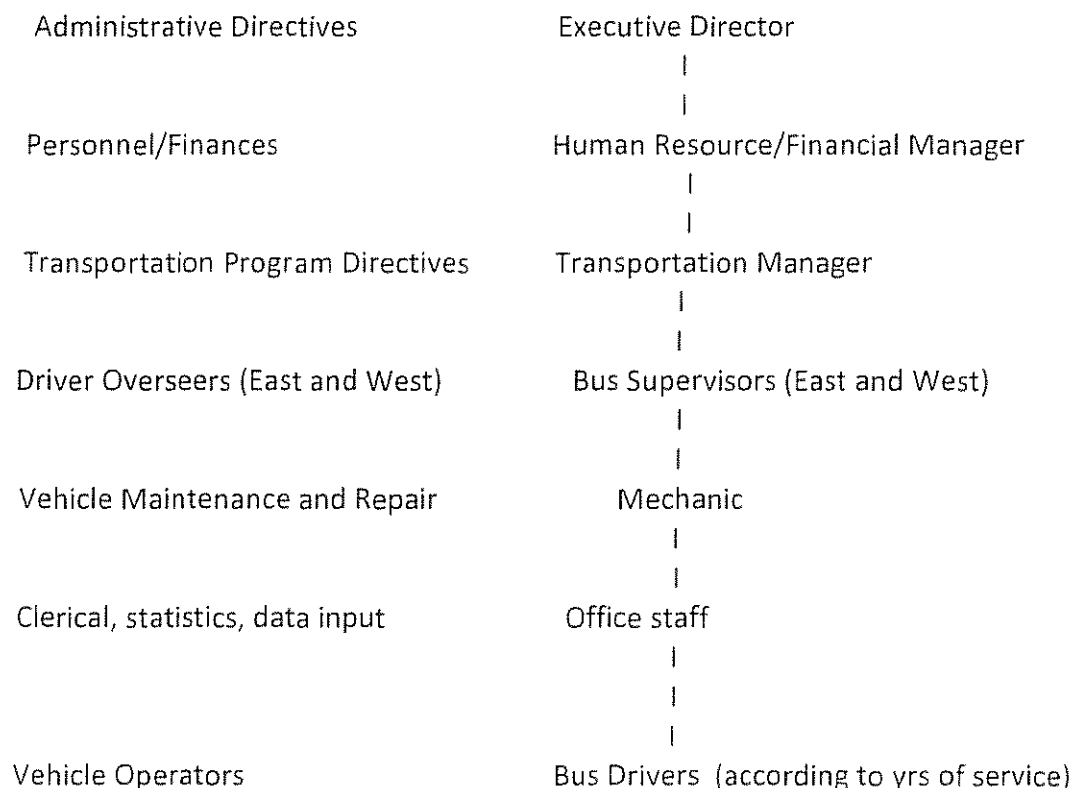 Administrative Directives Executive Director
Personnel/Finances Human Resource/Financial Manager
Transportation Program Directives Transportation Manager
Driver Overseers (East and West) Bus Supervisors (East and West)
Vehicle Maintenance and Repair Mechanic
Clerical, statistics, data input Office staff
Vehicle Operators Bus Drivers (according to yrs of service)